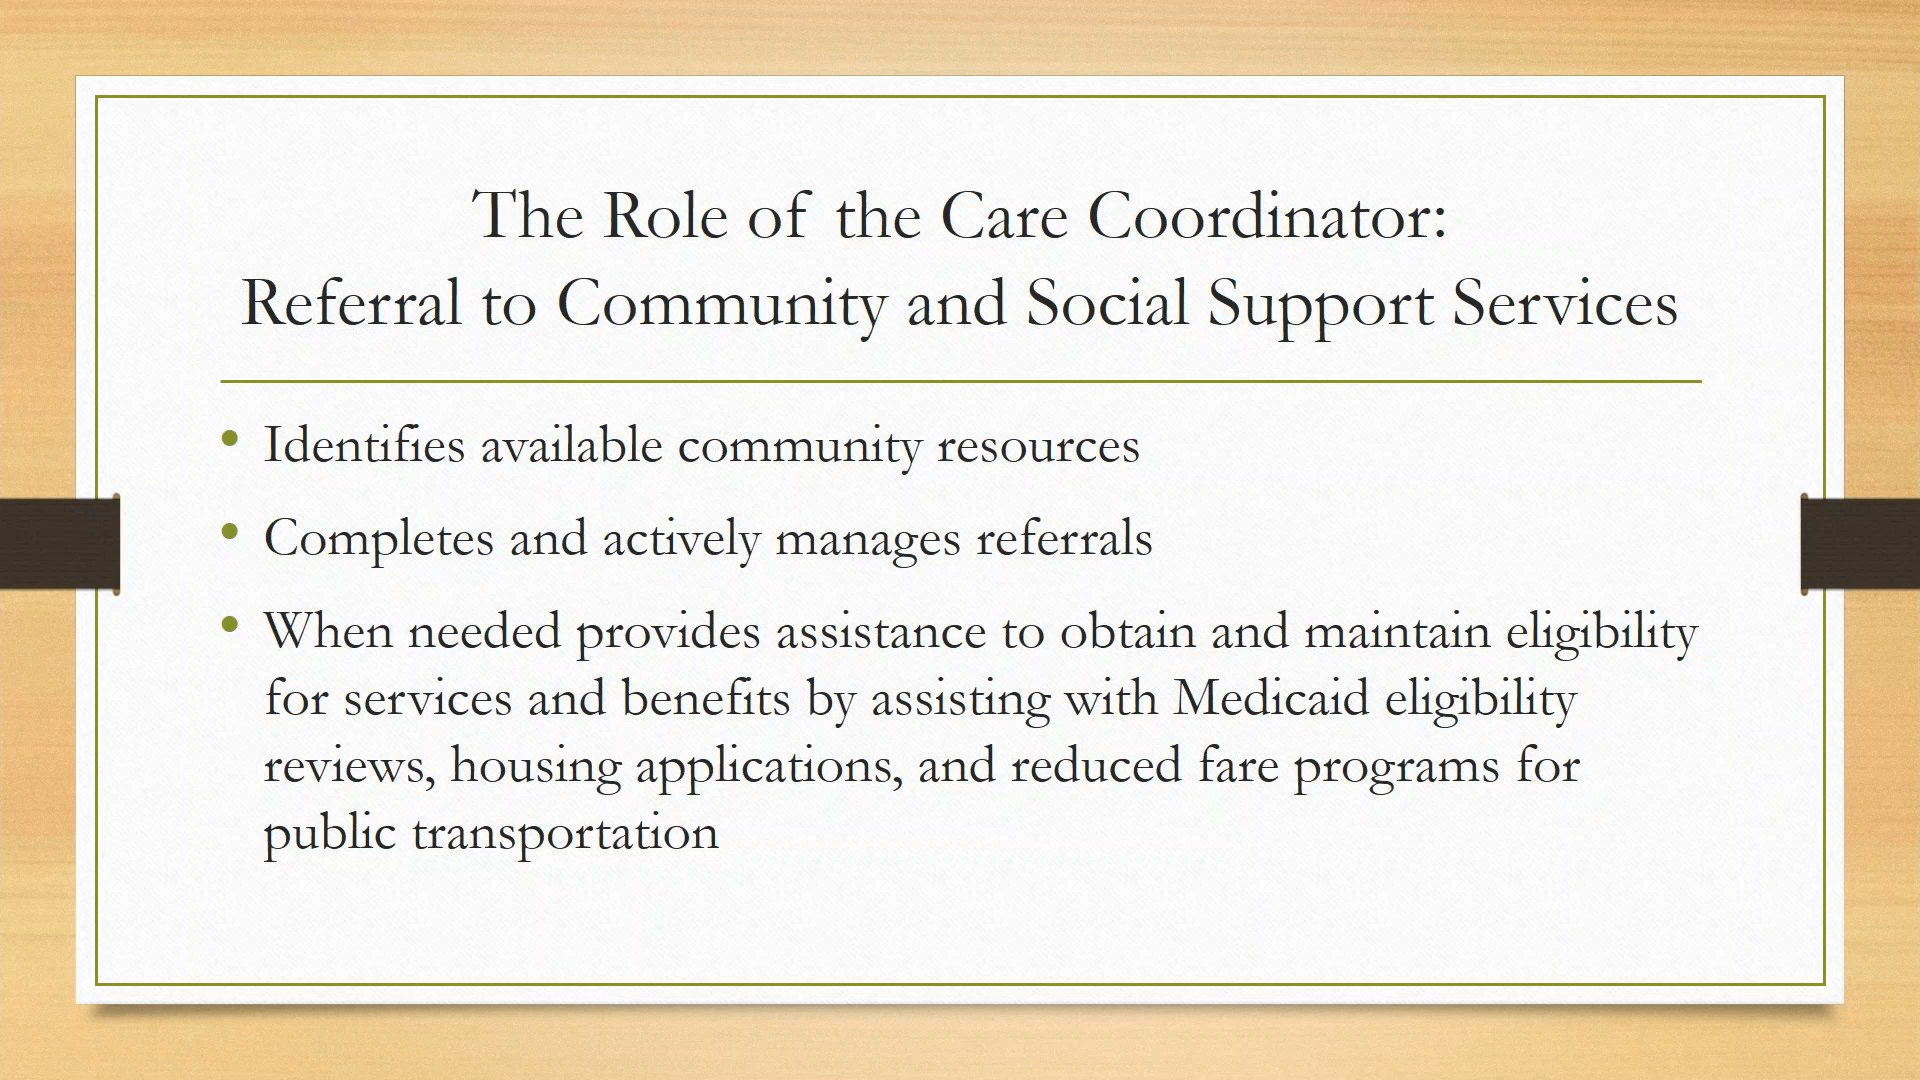 The Role of the Care Coordinator:
Referral to Community and Social Support Services
• Identifies available community resources
• Completes and actively manages referrals
• When needed provides assistance to obtain and maintain eligibility
for services and benefits by assisting with Medicaid eligibility
reviews, housing applications, and reduced fare programs for
public transportation